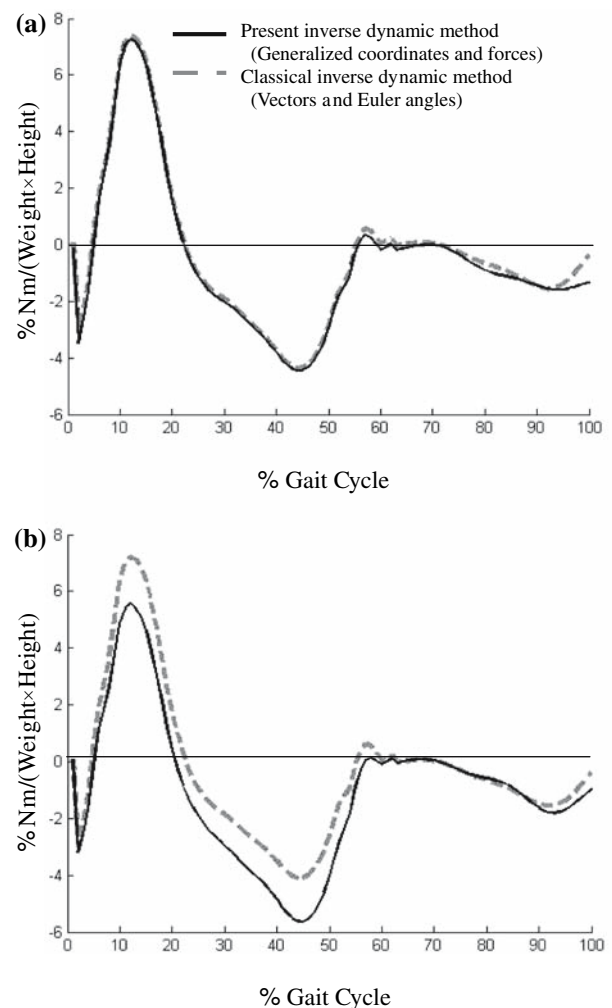 (a)
Present inverse dynamic method
(Generalized coordinates and forces)
Classical inverse dynamic method
(Vectors and Euler angles)
8
6
4
2
0
-2
-4
-6
% Nm/(Weight×Height)
0 10 20 30 40 50 60 70 80 90 100
% Gait Cycle
(b)
8
6
4
2
0
-2
-4
-6
% Nm/(Weight×Height)
0 10 20 30 40 50 60 70 80 90 100
% Gait Cycle